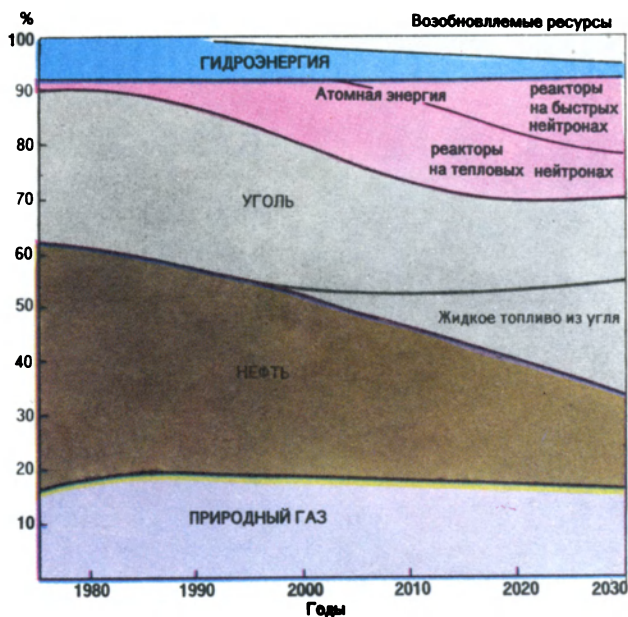 %
Возобновляемые ресурсы
100
ГИДРОЭНЕРГИЯ
90
Атомная энергия
реакторы
на быстрых
нейтронах
80
реакторы
на тепловых нейтронах
70
УГОЛЬ
60
50
Жидкое топливо из угля
40
НЕФТЬ
30
20
10
ПРИРОДНЫЙ ГАЗ
1980 1990 2000 2010 2020 2030
Годы